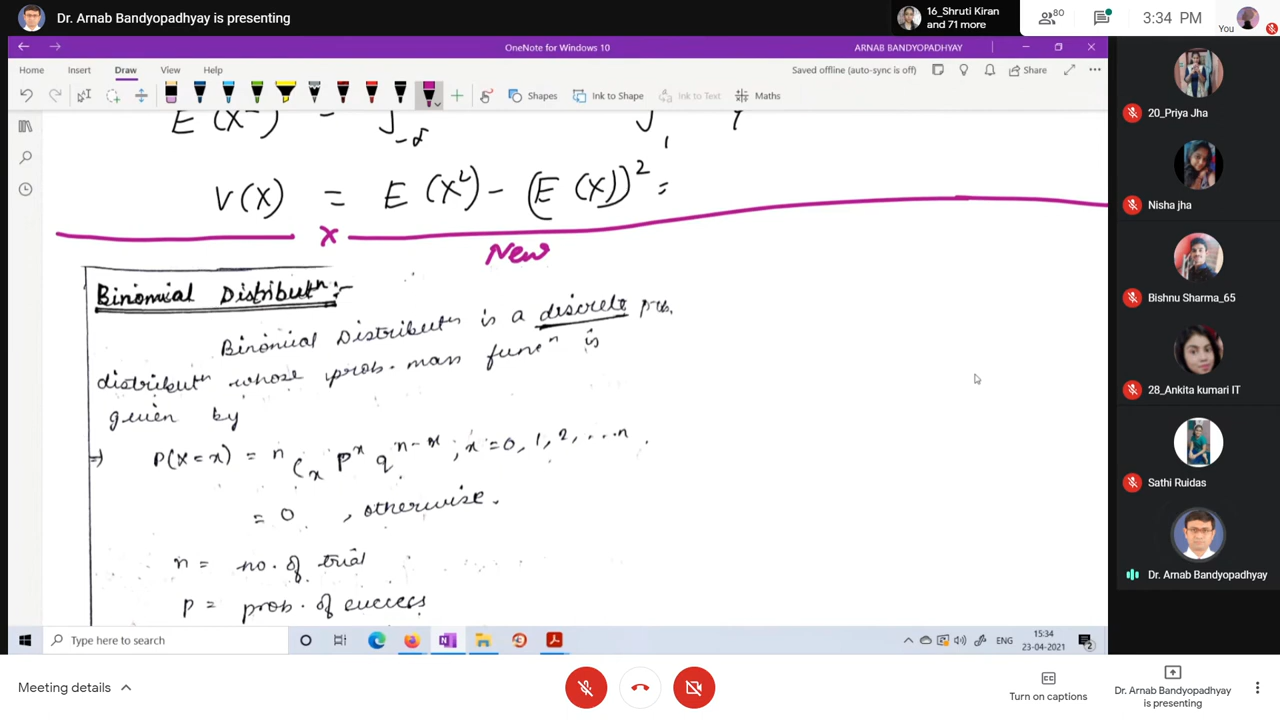 Dr. Arnab Bandyopadhyay is presenting
16_Shruti Kiran
and 71 more
80
3:34 PM
You
OneNote for Windows 10
ARNAB BANDYOPADHYAY
Home Insert Draw View Help
Saved offline (auto-sync is off)
Share
Shapes
Ink to Shape
Ink to Text
Maths
V(X) = E(X²) - (E(X))² =
X
New
Binomial Distributⁿ :-
Binomial Distributⁿ is a discrete prob.
distributⁿ whose prob. mass funcⁿ is
given by
⇒ P(X=x) = ⁿCₓ pˣ qⁿ⁻ˣ ; x=0, 1, 2, ...n.
= 0 , otherwise.
n = no. of trial
p = prob. of success
20_Priya Jha
Nisha jha
Bishnu Sharma_65
28_Ankita kumari IT
Sathi Ruidas
Dr. Arnab Bandyopadhyay
Type here to search
ENG
15:34
23-04-2021
2
Meeting details
Turn on captions
Dr. Arnab Bandyopadhyay
is presenting